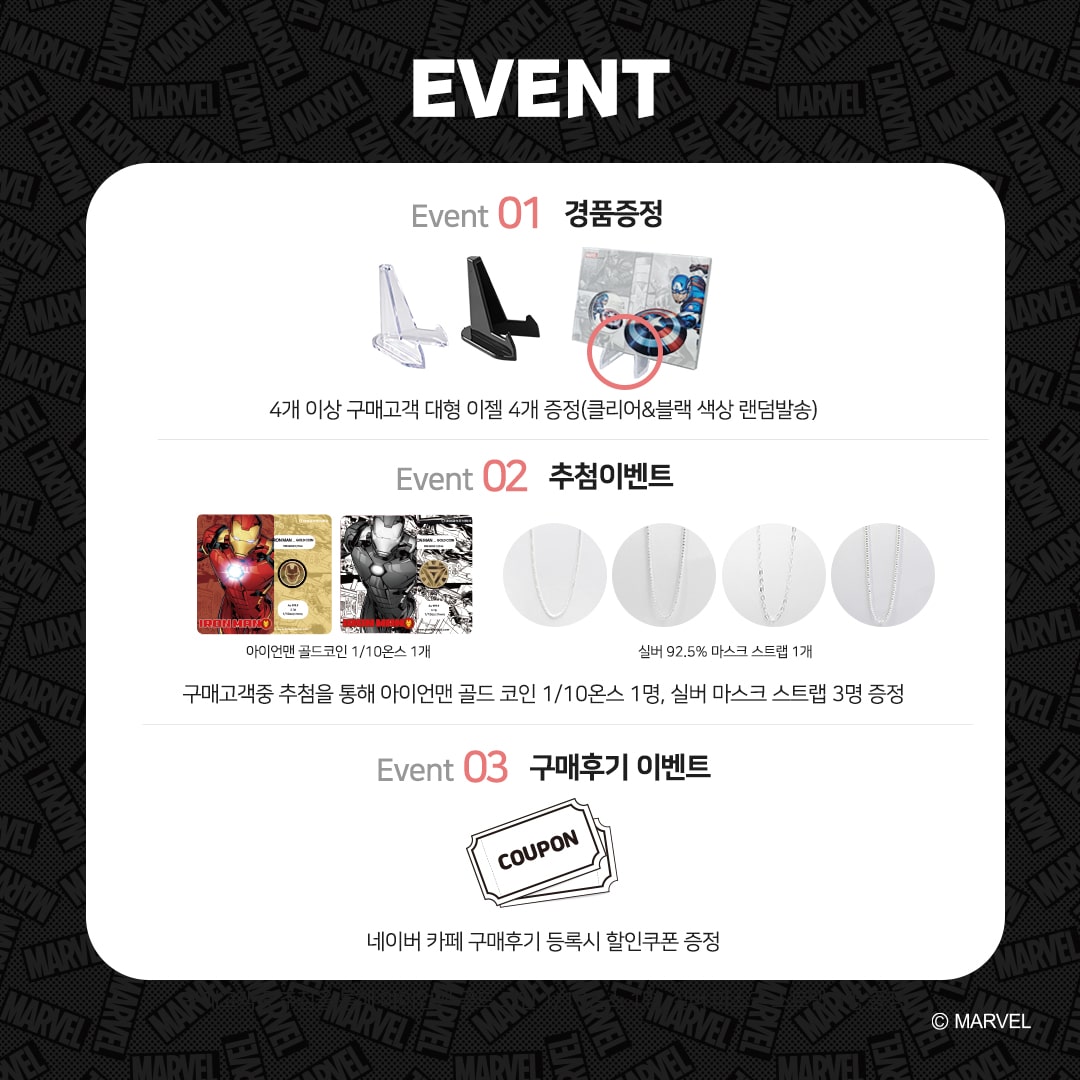 EVENT
Event 01 경품증정
4개 이상 구매고객 대형 이젤 4개 증정(클리어&블랙 색상 랜덤발송)
Event 02 추첨이벤트
IRON MAN
IRON MAN
아이언맨 골드코인 1/10온스 1개
실버 92.5% 마스크 스트랩 1개
구매고객중 추첨을 통해 아이언맨 골드 코인 1/10온스 1명, 실버 마스크 스트랩 3명 증정
Event 03 구매후기 이벤트
COUPON
네이버 카페 구매후기 등록시 할인쿠폰 증정
© MARVEL
MARVEL